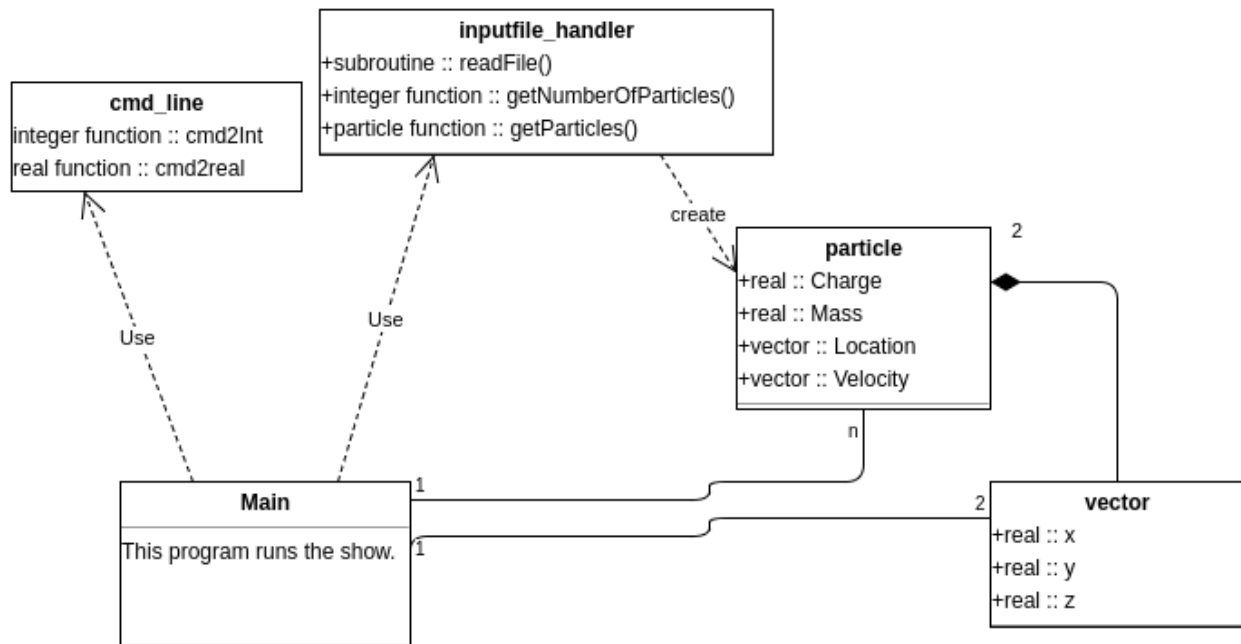 inputfile_handler
+subroutine :: readFile()
+integer function :: getNumberOfParticles()
+particle function :: getParticles()
cmd_line
integer function :: cmd2Int
real function :: cmd2real
create
2
particle
+real :: Charge
+real :: Mass
+vector :: Location
+vector :: Velocity
Use
Use
n
1
2
1
Main
This program runs the show.
vector
+real :: x
+real :: y
+real :: z